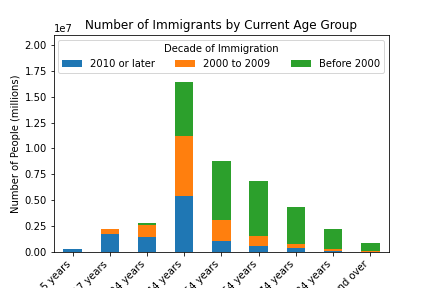 Number of Immigrants by Current Age Group
1e7
Decade of Immigration
2010 or later 2000 to 2009 Before 2000
Number of People (millions)
2.00
1.75
1.50
1.25
1.00
0.75
0.50
0.25
0.00
5 years
7 years
4 years
4 years
4 years
4 years
4 years
4 years
and over